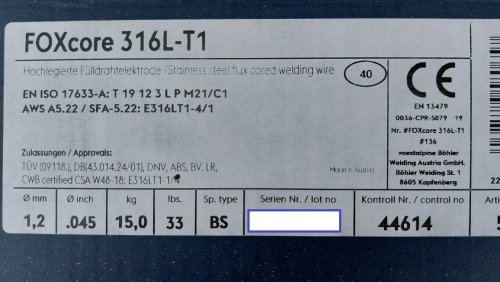 FOXcore 316L-T1
Hochlegierte Fülldrahtelektrode /Stainless steel flux cored welding wire
40
EN ISO 17633-A: T 19 12 3 L P M21/C1
AWS A5.22 / SFA-5.22: E316LT1-4/1
CE
EN 13479
0036-CPR-S079 19
Nr. #FOXcore 316L-T1
#136
voestalpine Böhler
Welding Austria GmbH.
Böhler Welding St. 1
8605 Kapfenberg
Zulassungen / Approvals:
TÜV (09118.), DB(43.014.24/01), DNV, ABS, BV, LR,
CWB certified CSA W48-18: E316LT1-1/4
Made in Austria
Ø mm Ø inch kg lbs. Sp. type Serien Nr. / lot no Kontroll Nr. / control no
1,2 .045 15,0 33 BS 44614